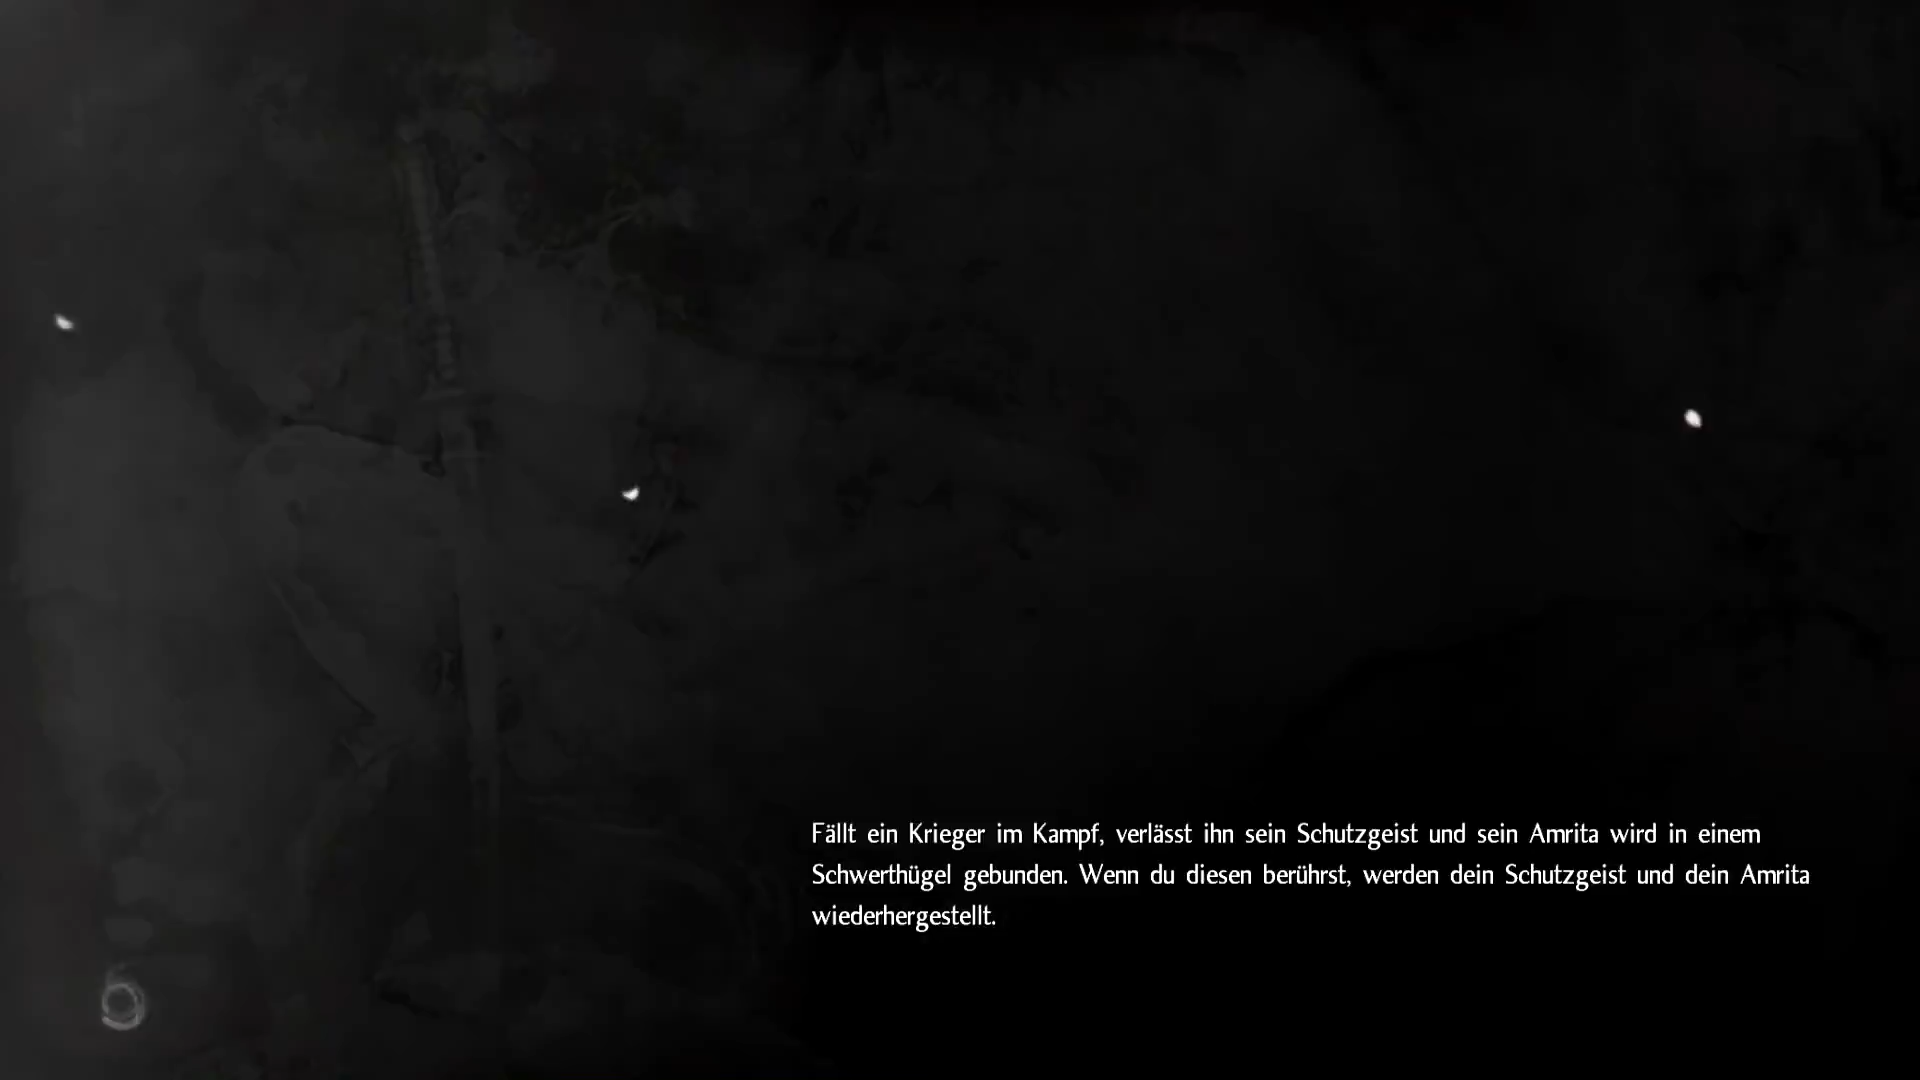 Fällt ein Krieger im Kampf, verlässt ihn sein Schutzgeist und sein Amrita wird in einem
Schwerthügel gebunden. Wenn du diesen berührst, werden dein Schutzgeist und dein Amrita
wiederhergestellt.